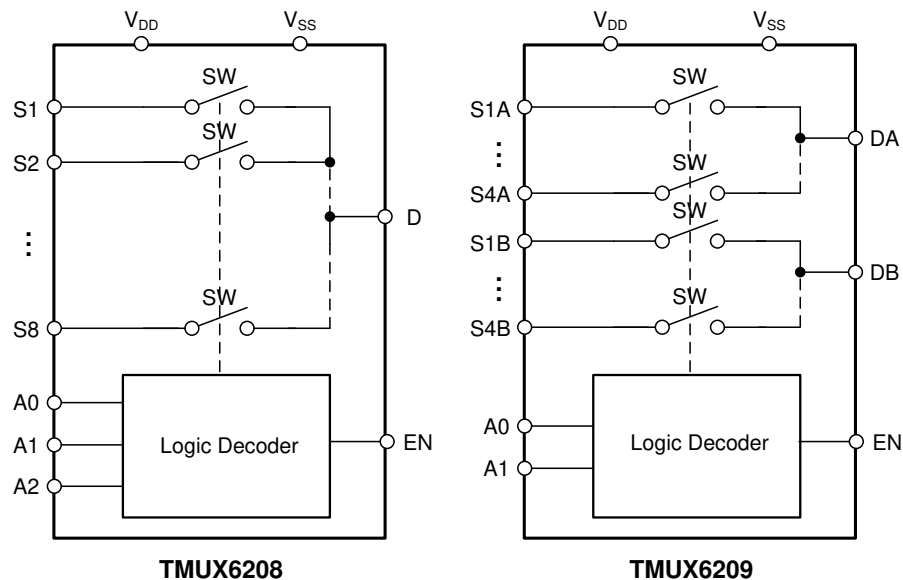 VDD
VSS
SW
S1
SW
S2
⋮
D
SW
S8
A0
A1
A2
Logic Decoder
EN
TMUX6208
VDD
VSS
SW
S1A
DA
⋮
SW
S4A
SW
S1B
DB
⋮
SW
S4B
A0
A1
Logic Decoder
EN
TMUX6209